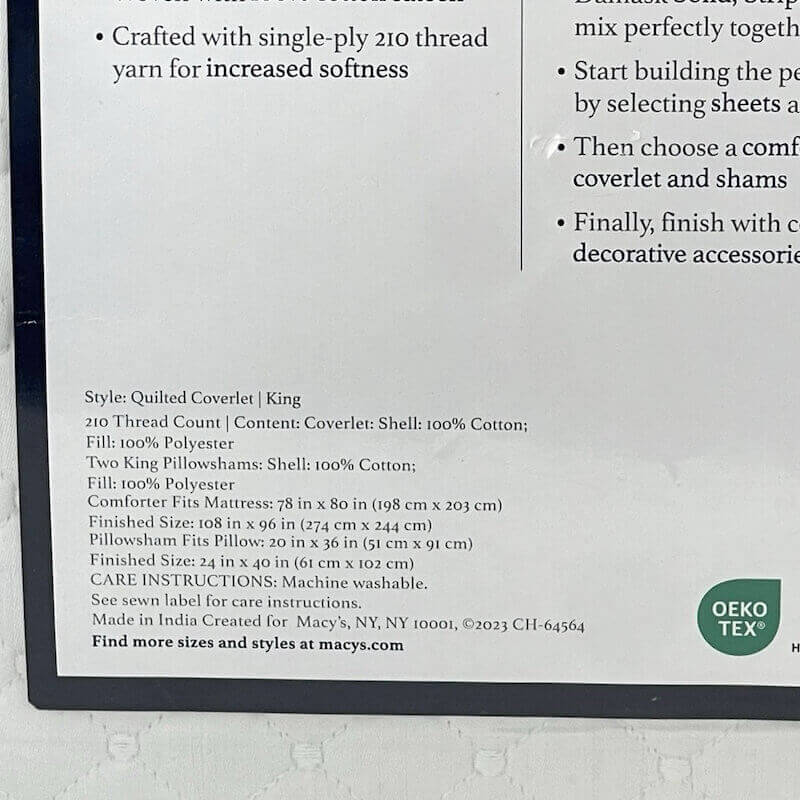 • Crafted with single-ply 210 thread
yarn for increased softness
mix perfectly
• Start building the
by selecting sheets
• Then choose a
coverlet and shams
• Finally, finish with
decorative
Style: Quilted Coverlet | King
210 Thread Count | Content: Coverlet: Shell: 100% Cotton;
Fill: 100% Polyester
Two King Pillowshams: Shell: 100% Cotton;
Fill: 100% Polyester
Comforter Fits Mattress: 78 in x 80 in (198 cm x 203 cm)
Finished Size: 108 in x 96 in (274 cm x 244 cm)
Pillowsham Fits Pillow: 20 in x 36 in (51 cm x 91 cm)
Finished Size: 24 in x 40 in (61 cm x 102 cm)
CARE INSTRUCTIONS: Machine washable.
See sewn label for care instructions.
Made in India Created for Macy's, NY, NY 10001, ©2023 CH-64564
Find more sizes and styles at macys.com
OEKO
TEX®